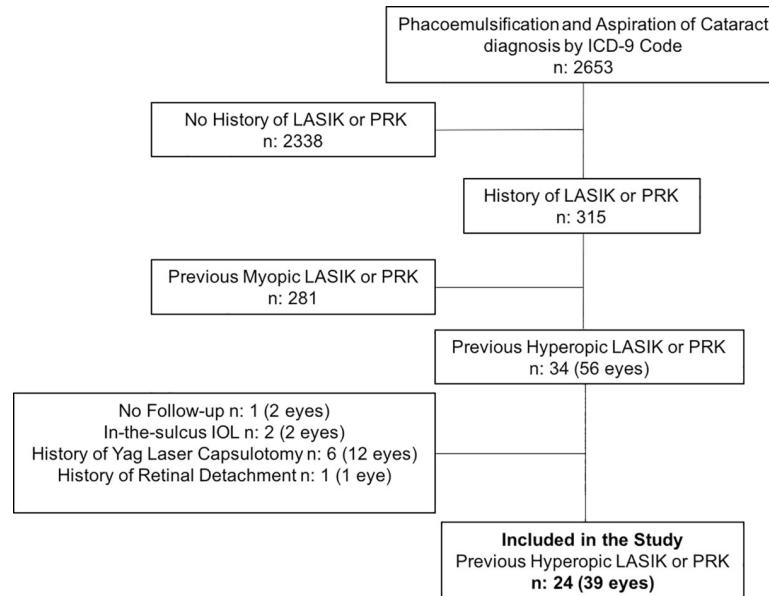 Phacoemulsification and Aspiration of Cataract
diagnosis by ICD-9 Code
n: 2653
No History of LASIK or PRK
n: 2338
History of LASIK or PRK
n: 315
Previous Myopic LASIK or PRK
n: 281
Previous Hyperopic LASIK or PRK
n: 34 (56 eyes)
No Follow-up n: 1 (2 eyes)
In-the-sulcus IOL n: 2 (2 eyes)
History of Yag Laser Capsulotomy n: 6 (12 eyes)
History of Retinal Detachment n: 1 (1 eye)
Included in the Study
Previous Hyperopic LASIK or PRK
n: 24 (39 eyes)